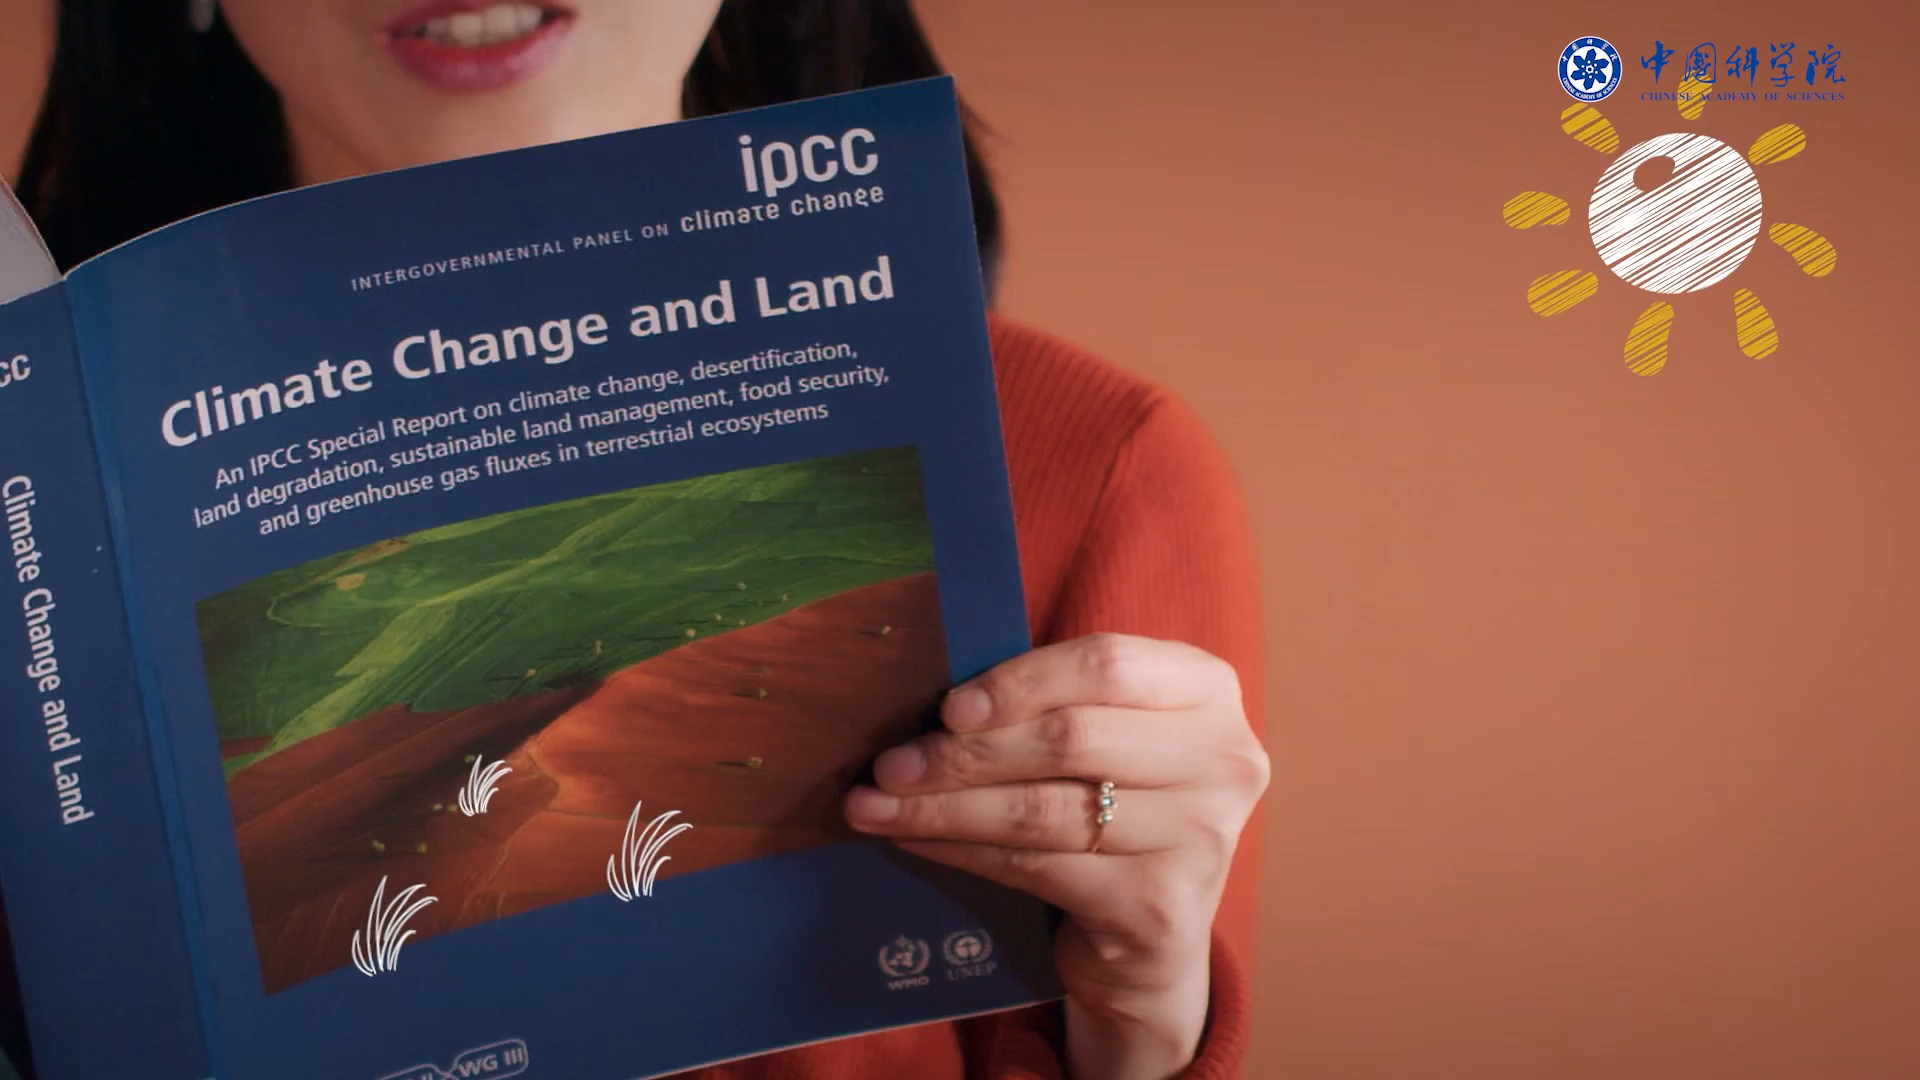 中国科学院
CHINESE ACADEMY OF SCIENCES
ipcc
INTERGOVERNMENTAL PANEL ON climate change
Climate Change and Land
An IPCC Special Report on climate change, desertification,
land degradation, sustainable land management, food security,
and greenhouse gas fluxes in terrestrial ecosystems
WMO
UNEP
WG III
cc
Climate Change and Land